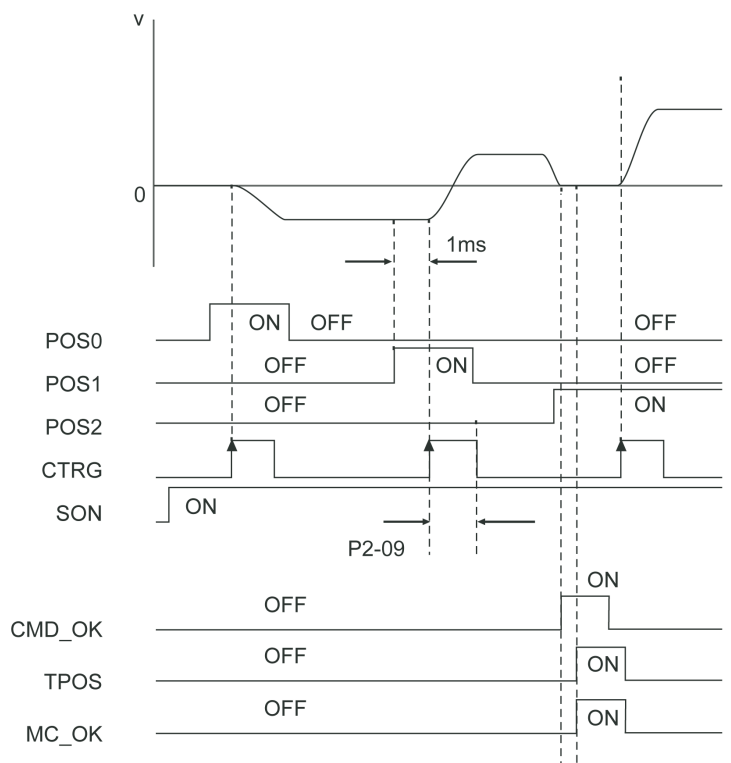 V
0
1ms
POS0 ON OFF OFF
POS1 OFF ON OFF
POS2 OFF ON
CTRG
SON ON
P2-09
CMD_OK OFF ON
TPOS OFF ON
MC_OK OFF ON